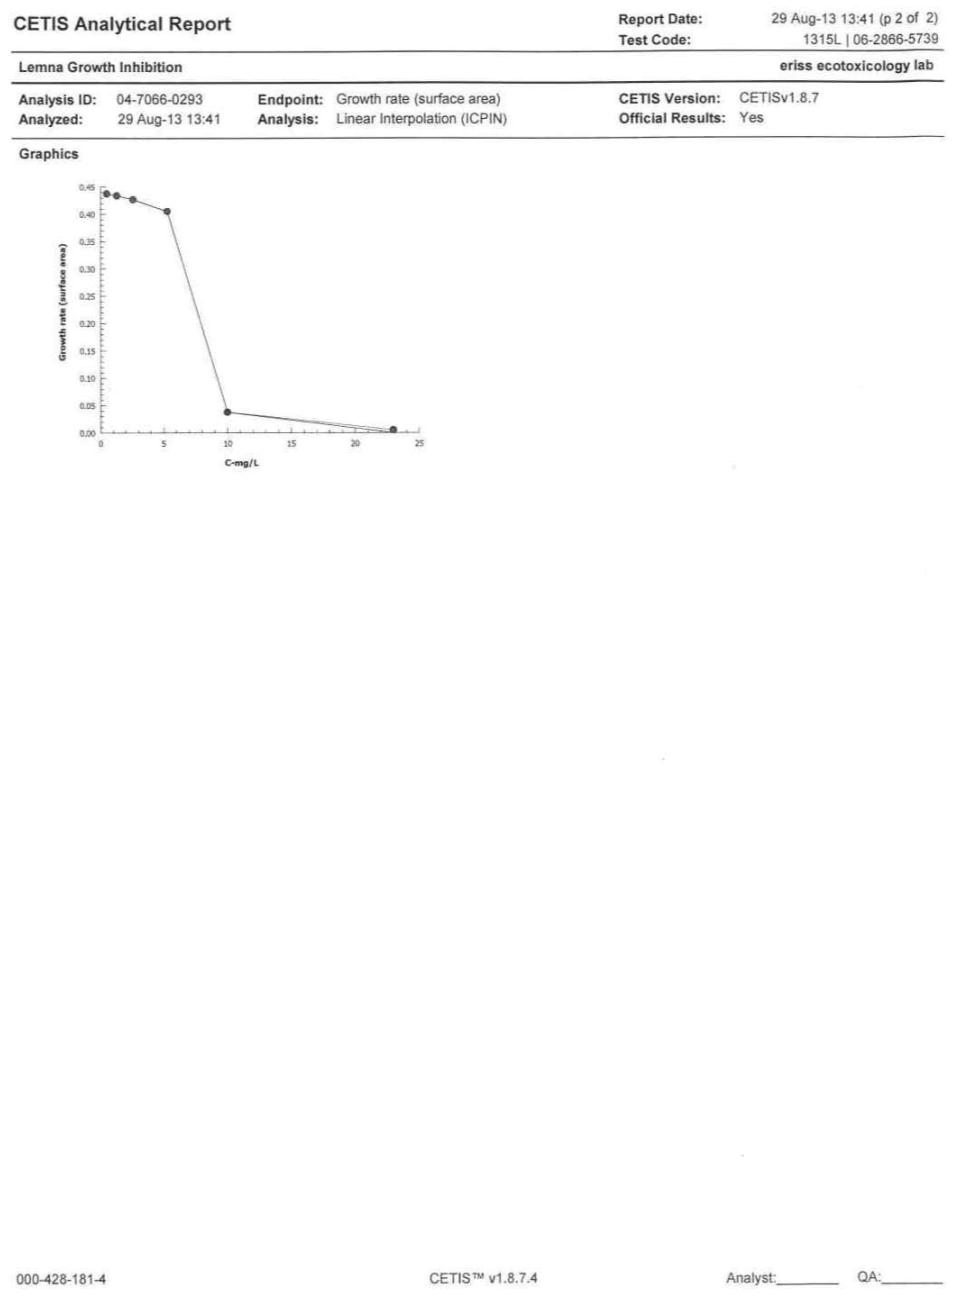 CETIS Analytical Report
Report Date: 29 Aug-13 13:41 (p 2 of 2)
Test Code: 1315L | 06-2866-5739
Lemna Growth Inhibition eriss ecotoxicology lab
Analysis ID: 04-7066-0293 Endpoint: Growth rate (surface area) CETIS Version: CETISv1.8.7
Analyzed: 29 Aug-13 13:41 Analysis: Linear Interpolation (ICPIN) Official Results: Yes
Graphics
Growth rate (surface area)
0.45
0.40
0.35
0.30
0.25
0.20
0.15
0.10
0.05
0.00
0 5 10 15 20 25
C-mg/L
000-428-181-4 CETIS™ v1.8.7.4 Analyst:________ QA:________